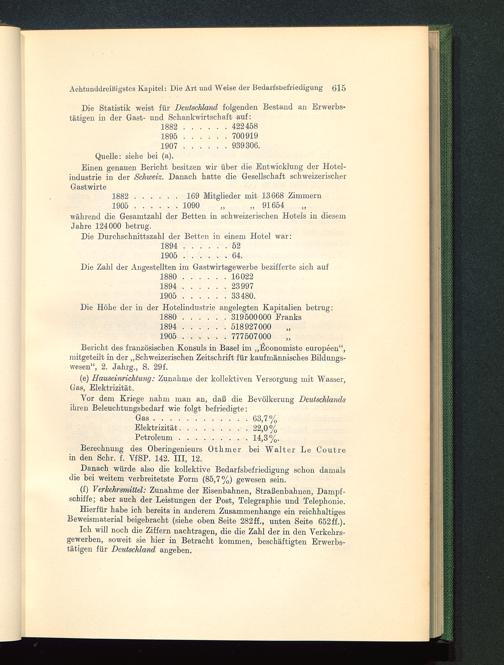 Achtunddreißigstes Kapitel: Die Art und Weise der Bedarfsbefriedigung 615
Die Statistik weist für Deutschland folgenden Bestand an Erwerbs-
tätigen in der Gast- und Schankwirtschaft auf:
1882 . . . . . . 422458
1895 . . . . . . 700919
1907 . . . . . . 939306.
Quelle: siehe bei (a).
Einen genauen Bericht besitzen wir über die Entwicklung der Hotel-
industrie in der Schweiz. Danach hatte die Gesellschaft schweizerischer
Gastwirte
1882 . . . . . . 169 Mitglieder mit 13668 Zimmern
1905 . . . . . . 1090 „ „ 91654 „
während die Gesamtzahl der Betten in schweizerischen Hotels in diesem
Jahre 124000 betrug.
Die Durchschnittszahl der Betten in einem Hotel war:
1894 . . . . . . 52
1905 . . . . . . 64.
Die Zahl der Angestellten im Gastwirtsgewerbe bezifferte sich auf
1880 . . . . . . 16022
1894 . . . . . . 23997
1905 . . . . . . 33480.
Die Höhe der in der Hotelindustrie angelegten Kapitalien betrug:
1880 . . . . . . 319500000 Franks
1894 . . . . . . 518927000 „
1905 . . . . . . 777507000 „
Bericht des französischen Konsuls in Basel im „Économiste européen“,
mitgeteilt in der „Schweizerischen Zeitschrift für kaufmännisches Bildungs-
wesen“, 2. Jahrg., S. 29f.
(e) Hauseinrichtung: Zunahme der kollektiven Versorgung mit Wasser,
Gas, Elektrizität.
Vor dem Kriege nahm man an, daß die Bevölkerung Deutschlands
ihren Beleuchtungsbedarf wie folgt befriedigte:
Gas . . . . . . . . . . . . . 63,7%
Elektrizität . . . . . . . . . 22,0%
Petroleum . . . . . . . . . 14,3%.
Berechnung des Oberingenieurs Othmer bei Walter Le Coutre
in den Schr. f. VfSP. 142. III, 12.
Danach würde also die kollektive Bedarfsbefriedigung schon damals
die bei weitem verbreitetste Form (85,7%) gewesen sein.
(f) Verkehrsmittel: Zunahme der Eisenbahnen, Straßenbahnen, Dampf-
schiffe; aber auch der Leistungen der Post, Telegraphie und Telephonie.
Hierfür habe ich bereits in anderem Zusammenhange ein reichhaltiges
Beweismaterial beigebracht (siehe oben Seite 282ff., unten Seite 652ff.).
Ich will noch die Ziffern nachtragen, die die Zahl der in den Verkehrs-
gewerben, soweit sie hier in Betracht kommen, beschäftigten Erwerbs-
tätigen für Deutschland angeben.